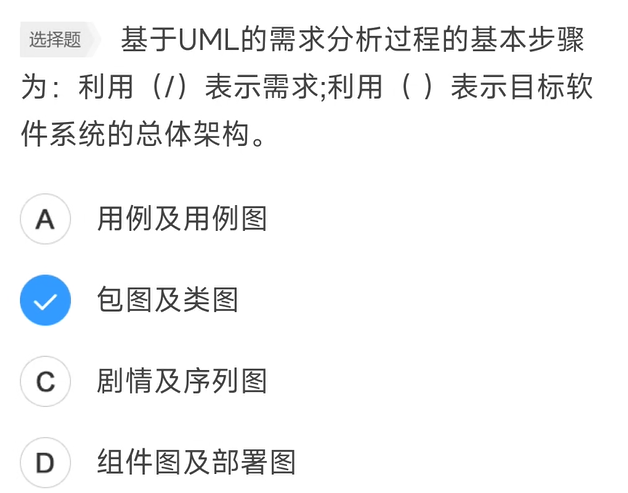 选择题 基于UML的需求分析过程的基本步骤
为：利用（/）表示需求;利用（ ）表示目标软
件系统的总体架构。
A 用例及用例图
包图及类图
C 剧情及序列图
D 组件图及部署图